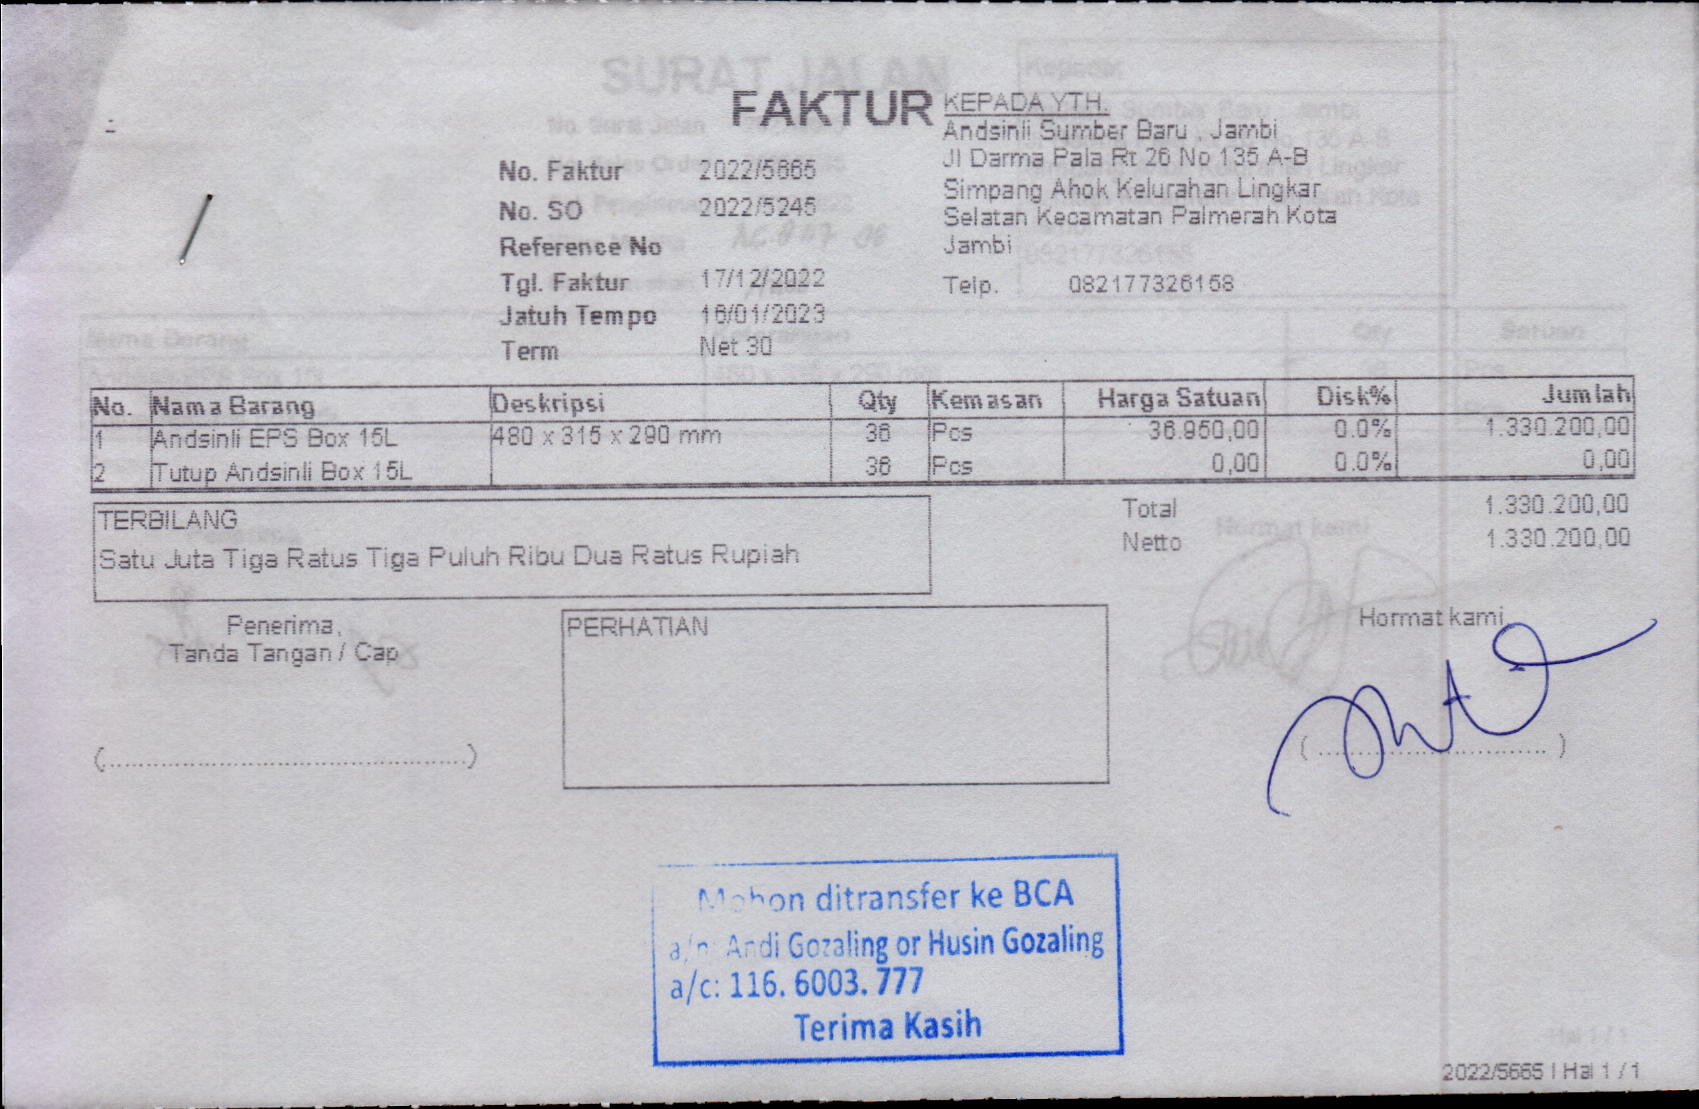 FAKTUR
KEPADA YTH.
Andsinli Sumber Baru , Jambi
Jl Darma Pala Rt 26 No 135 A-B
Simpang Ahok Kelurahan Lingkar
Selatan Kecamatan Palmerah Kota
Jambi
Telp. 082177326158
No. Faktur 2022/5665
No. SO 2022/5245
Reference No
Tgl. Faktur 17/12/2022
Jatuh Tempo 16/01/2023
Term Net 30
No. Nama Barang Deskripsi Qty Kemasan Harga Satuan Disk% Jumlah
1 Andsinli EPS Box 15L 480 x 315 x 290 mm 36 Pcs 36.950,00 0.0% 1.330.200,00
2 Tutup Andsinli Box 15L 36 Pcs 0,00 0.0% 0,00
TERBILANG
Satu Juta Tiga Ratus Tiga Puluh Ribu Dua Ratus Rupiah
Total 1.330.200,00
Netto 1.330.200,00
Penerima,
Tanda Tangan / Cap
(.............................................)
PERHATIAN
Hormat kami,
( ............................. )
Mohon ditransfer ke BCA
a/n: Andi Gozaling or Husin Gozaling
a/c: 116. 6003. 777
Terima Kasih
2022/5665 | Hal 1 / 1
SURAT JALAN